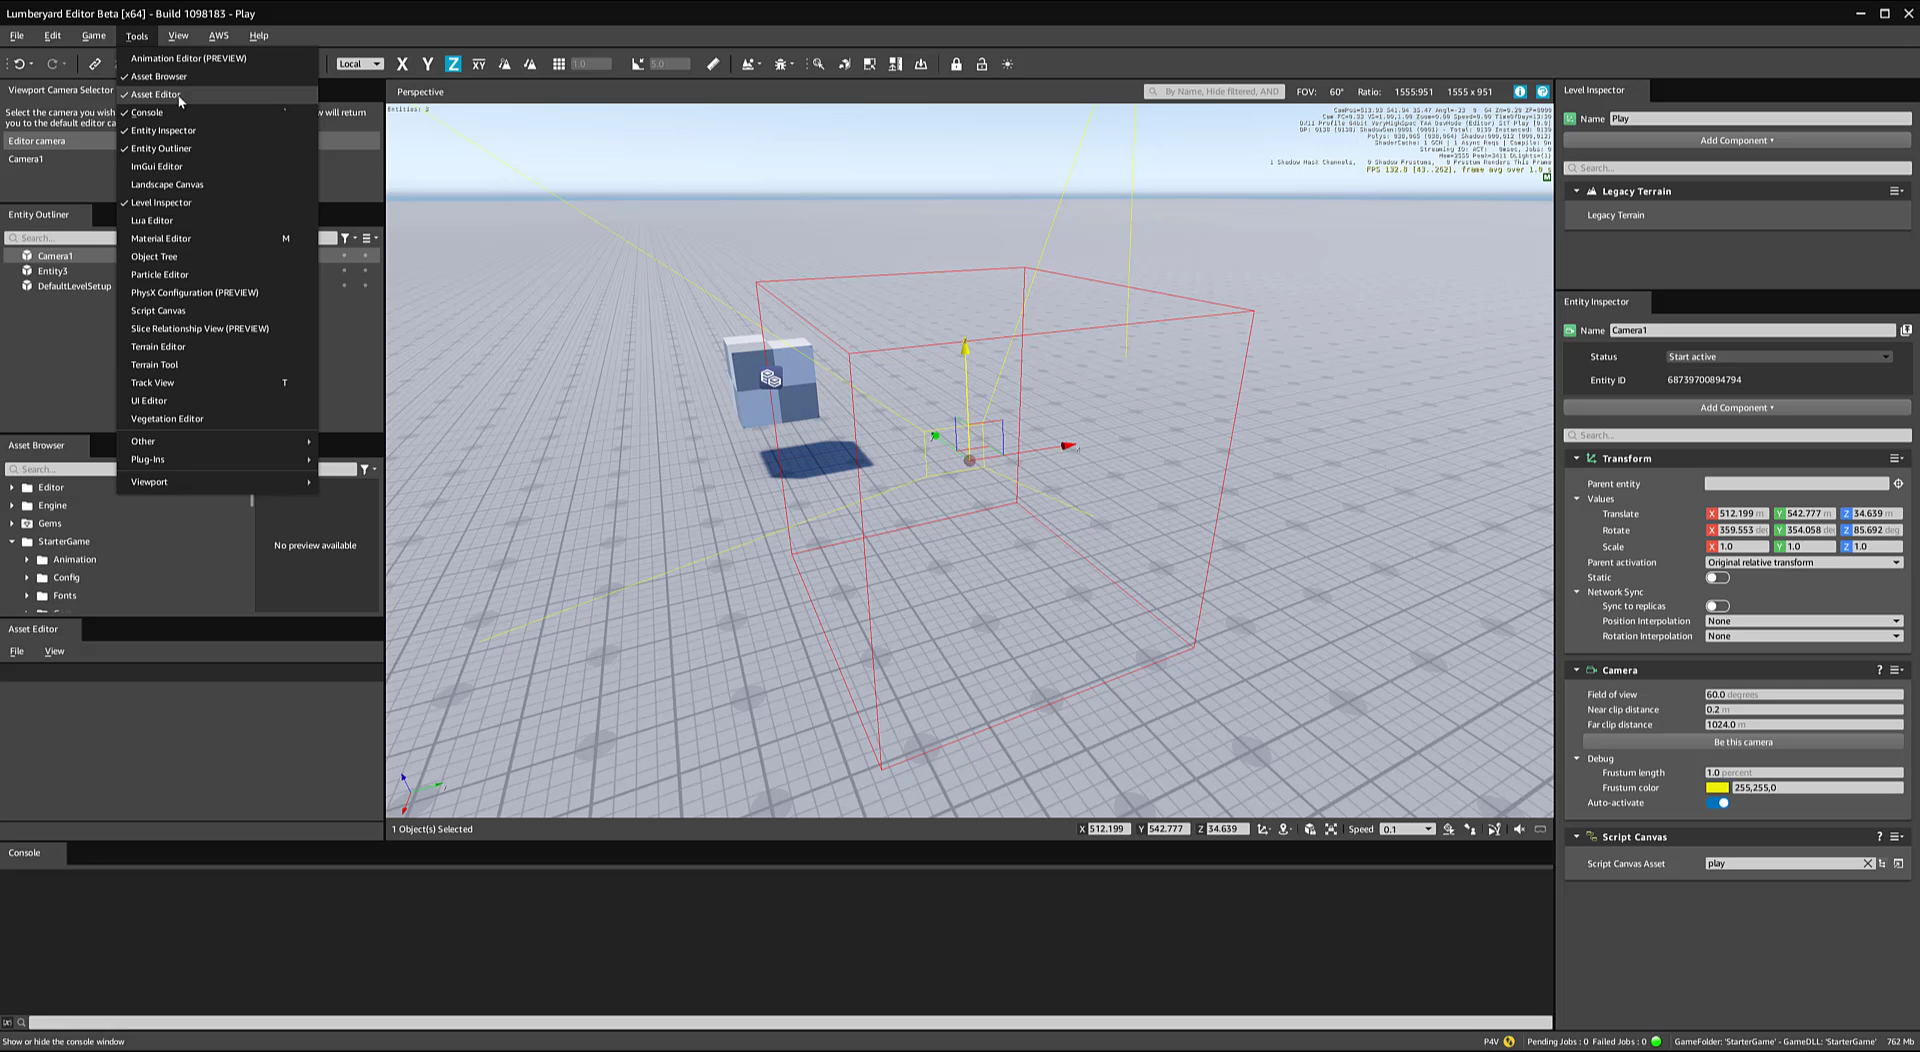 Lumberyard Editor Beta [x64] - Build 1098183 - Play
File Edit Game Tools View AWS Help
Local X Y Z XY 1.0 5.0
Viewport Camera Selector
Select the camera you wish
w will return
you to the default editor ca
Editor camera
Camera1
Animation Editor (PREVIEW)
Asset Browser
Asset Editor
Console
Entity Inspector
Entity Outliner
ImGui Editor
Landscape Canvas
Level Inspector
Lua Editor
Material Editor M
Object Tree
Particle Editor
PhysX Configuration (PREVIEW)
Script Canvas
Slice Relationship View (PREVIEW)
Terrain Editor
Terrain Tool
Track View T
UI Editor
Vegetation Editor
Other
Plug-Ins
Viewport
Entity Outliner
Search...
Camera1
Entity3
DefaultLevelSetup
Asset Browser
Search...
Editor
Engine
Gems
StarterGame
Animation
Config
Fonts
No preview available
Asset Editor
File View
Perspective By Name, Hide filtered, AND FOV: 60° Ratio: 1555:951 1555 x 951
1 Object(s) Selected X 512.199 Y 542.777 Z 34.639 Speed 0.1
Console
Show or hide the console window
Level Inspector
Name Play
Add Component
Search...
Legacy Terrain
Legacy Terrain
Entity Inspector
Name Camera1
Status Start active
Entity ID 68739700894794
Add Component
Search...
Transform
Parent entity
Values
Translate X 512.199 m Y 542.777 m Z 34.639 m
Rotate X 359.553 deg Y 354.058 deg Z 85.692 deg
Scale X 1.0 Y 1.0 Z 1.0
Parent activation Original relative transform
Static
Network Sync
Sync to replicas
Position Interpolation None
Rotation Interpolation None
Camera ?
Field of view 60.0 degrees
Near clip distance 0.2 m
Far clip distance 1024.0 m
Be this camera
Debug
Frustum length 1.0 percent
Frustum color 255,255,0
Auto-activate
Script Canvas ?
Script Canvas Asset play
P4V Pending Jobs : 0 Failed Jobs : 0 GameFolder: 'StarterGame' - GameDLL: 'StarterGame' 762 Mb